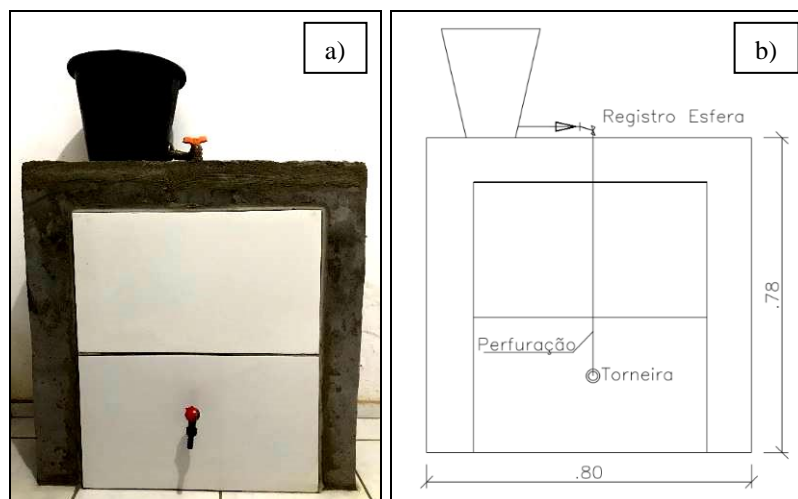 a)
b)
Registro Esfera
.78
Perfuração
Torneira
.80